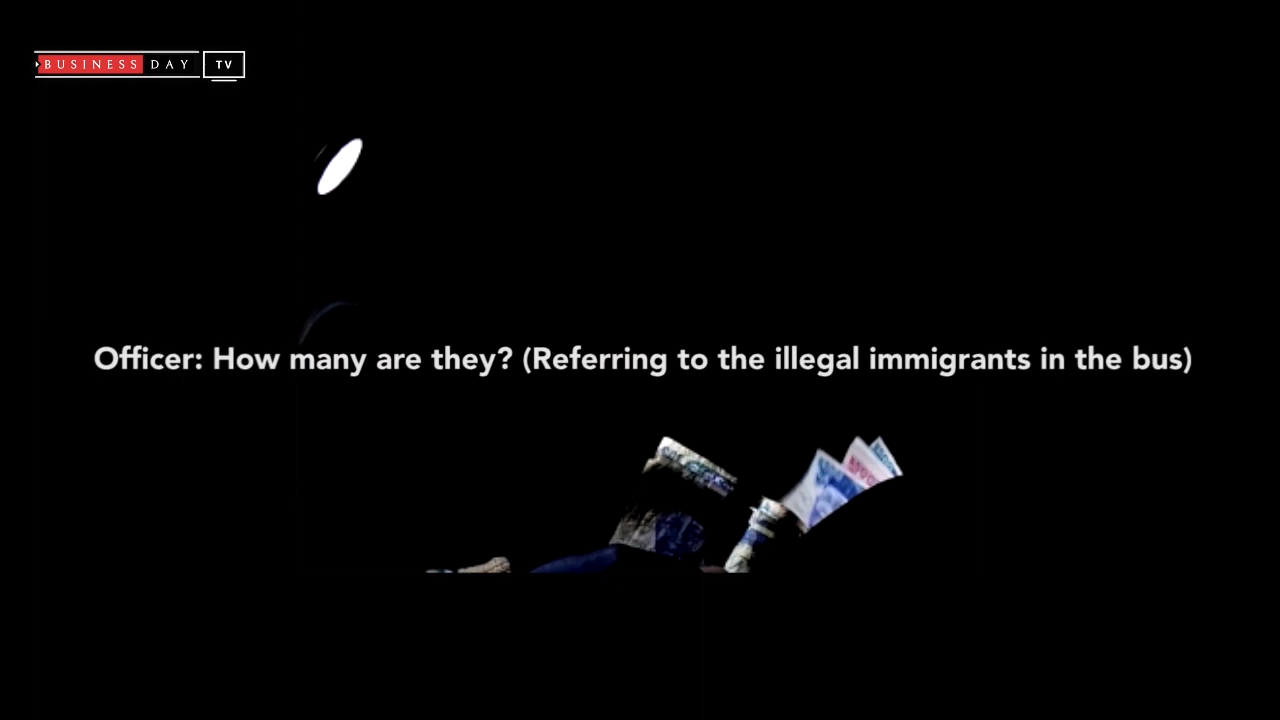 BUSINESS DAY TV
Officer: How many are they? (Referring to the illegal immigrants in the bus)